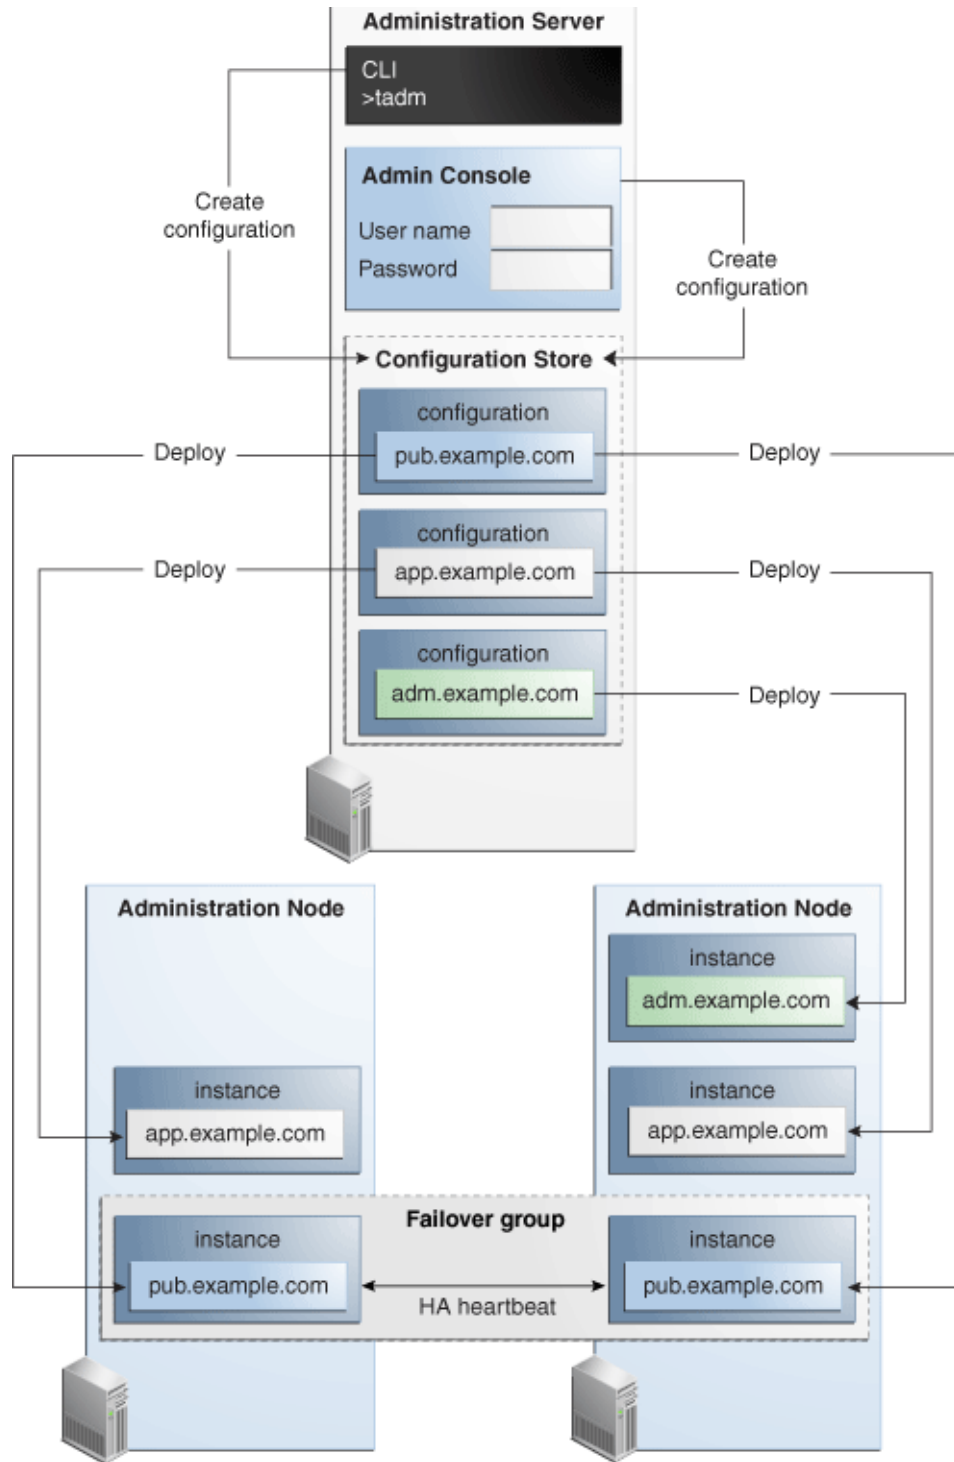 Administration Server
CLI
>tadm
Admin Console
User name
Password
Create
configuration
Create
configuration
Configuration Store
configuration
Deploy
pub.example.com
Deploy
configuration
Deploy
app.example.com
Deploy
configuration
adm.example.com
Deploy
Administration Node
Administration Node
instance
adm.example.com
instance
app.example.com
instance
app.example.com
Failover group
instance
pub.example.com
HA heartbeat
instance
pub.example.com